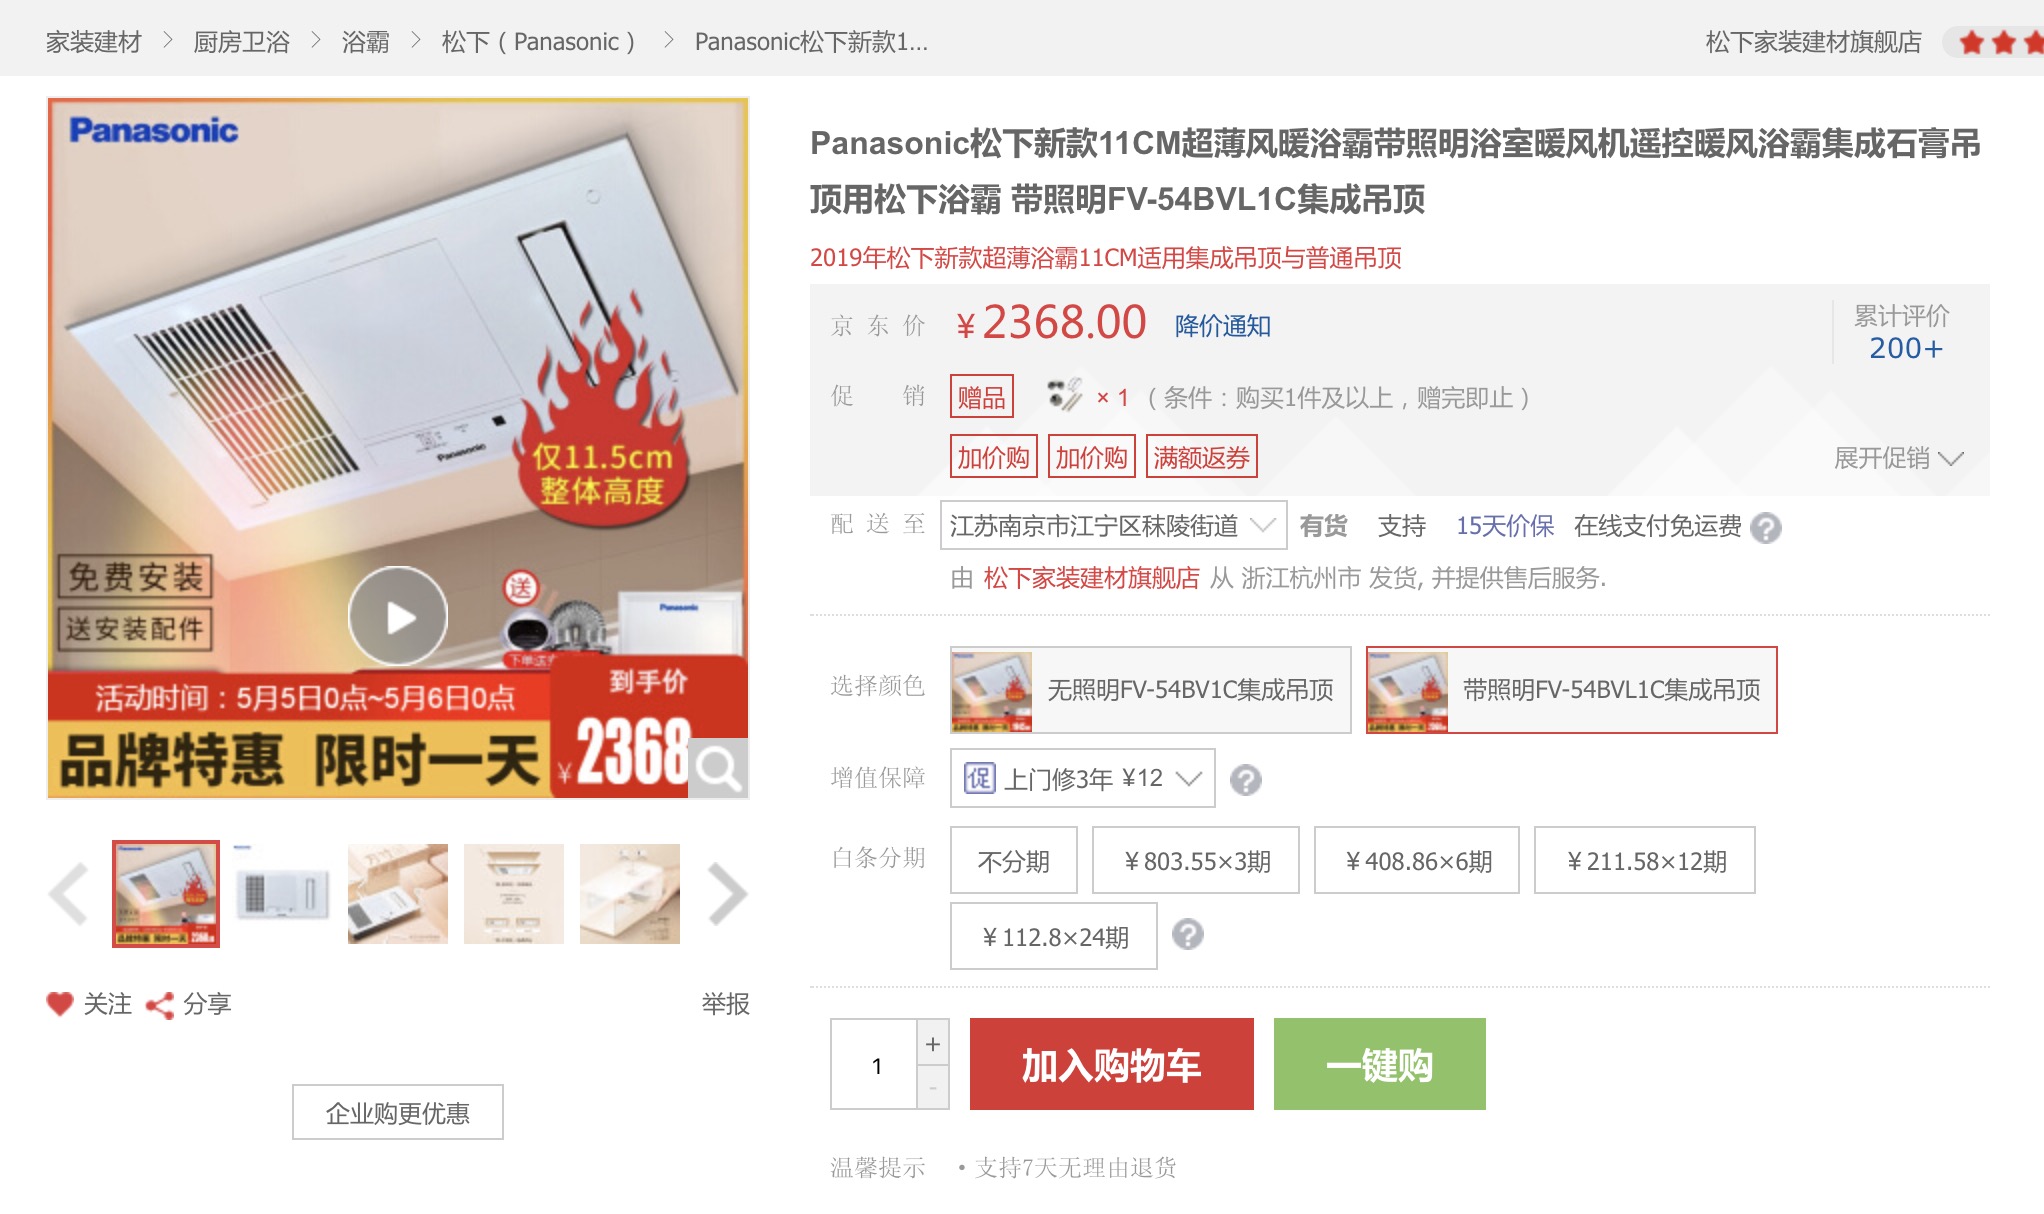 家装建材 > 厨房卫浴 > 浴霸 > 松下（Panasonic） > Panasonic松下新款1...
松下家装建材旗舰店
Panasonic
仅11.5cm
整体高度
Panasonic
免费安装
送安装配件
送
Panasonic
活动时间：5月5日0点~5月6日0点
到手价
品牌特惠 限时一天
¥2368
关注 分享
举报
企业购更优惠
Panasonic松下新款11CM超薄风暖浴霸带照明浴室暖风机遥控暖风浴霸集成石膏吊
顶用松下浴霸 带照明FV-54BVL1C集成吊顶
2019年松下新款超薄浴霸11CM适用集成吊顶与普通吊顶
京东价 ￥2368.00 降价通知
累计评价
200+
促销 赠品 × 1 （条件：购买1件及以上，赠完即止）
加价购 加价购 满额返券
展开促销
配送至 江苏南京市江宁区秣陵街道 有货 支持 15天价保 在线支付免运费 ?
由 松下家装建材旗舰店 从 浙江杭州市 发货, 并提供售后服务.
选择颜色 无照明FV-54BV1C集成吊顶 带照明FV-54BVL1C集成吊顶
增值保障 促 上门修3年 ¥12 ?
白条分期 不分期 ￥803.55×3期 ￥408.86×6期 ￥211.58×12期
￥112.8×24期 ?
1 + -
加入购物车 一键购
温馨提示 •支持7天无理由退货